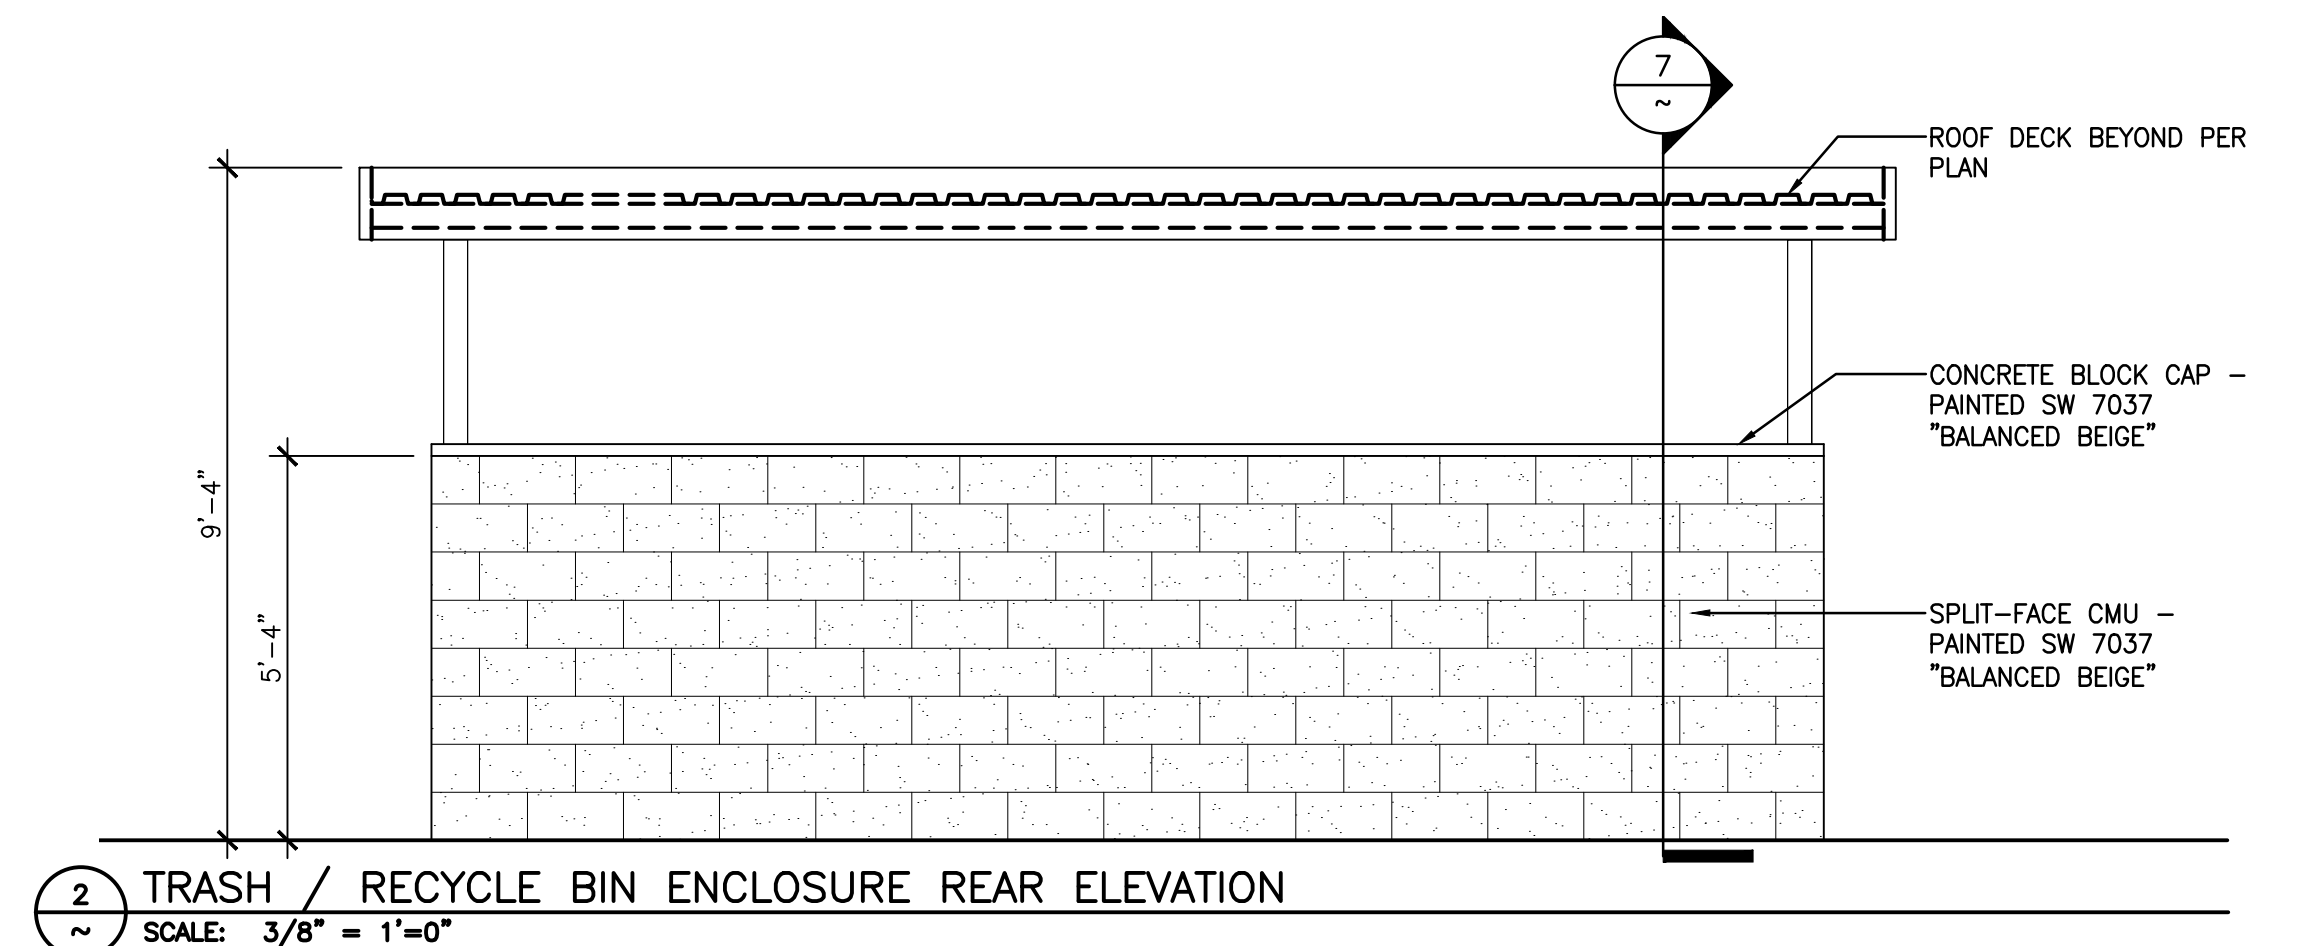 7
~
ROOF DECK BEYOND PER
PLAN
CONCRETE BLOCK CAP –
PAINTED SW 7037
"BALANCED BEIGE"
9'–4"
5'–4"
SPLIT–FACE CMU –
PAINTED SW 7037
"BALANCED BEIGE"
2
~
TRASH / RECYCLE BIN ENCLOSURE REAR ELEVATION
SCALE: 3/8" = 1'=0"